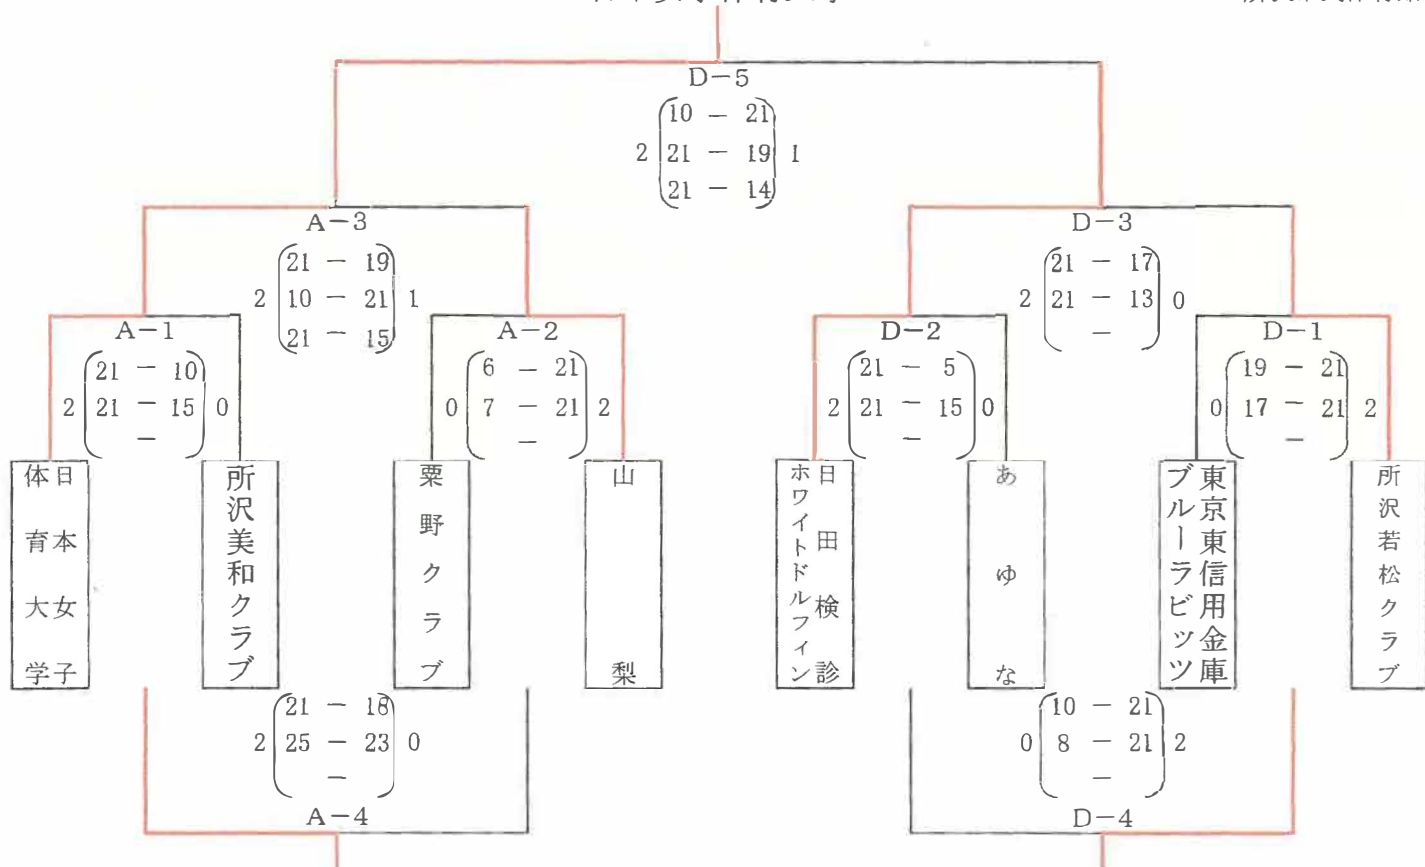 D-5
10 - 21
2 21 - 19 1
21 - 14
A-3
21 - 19
2 10 - 21 1
21 - 15
D-3
21 - 17
2 21 - 13 0
-
A-1
21 - 10
2 21 - 15 0
-
A-2
6 - 21
0 7 - 21 2
-
D-2
21 - 5
2 21 - 15 0
-
D-1
19 - 21
0 17 - 21 2
-
日本女子
体育大学
所沢美和クラブ
粟野クラブ
山梨
日田検診
ホワイトドルフィン
あゆな
東京東信用金庫
ブルーラビッツ
所沢若松クラブ
21 - 18
2 25 - 23 0
-
A-4
10 - 21
0 8 - 21 2
-
D-4